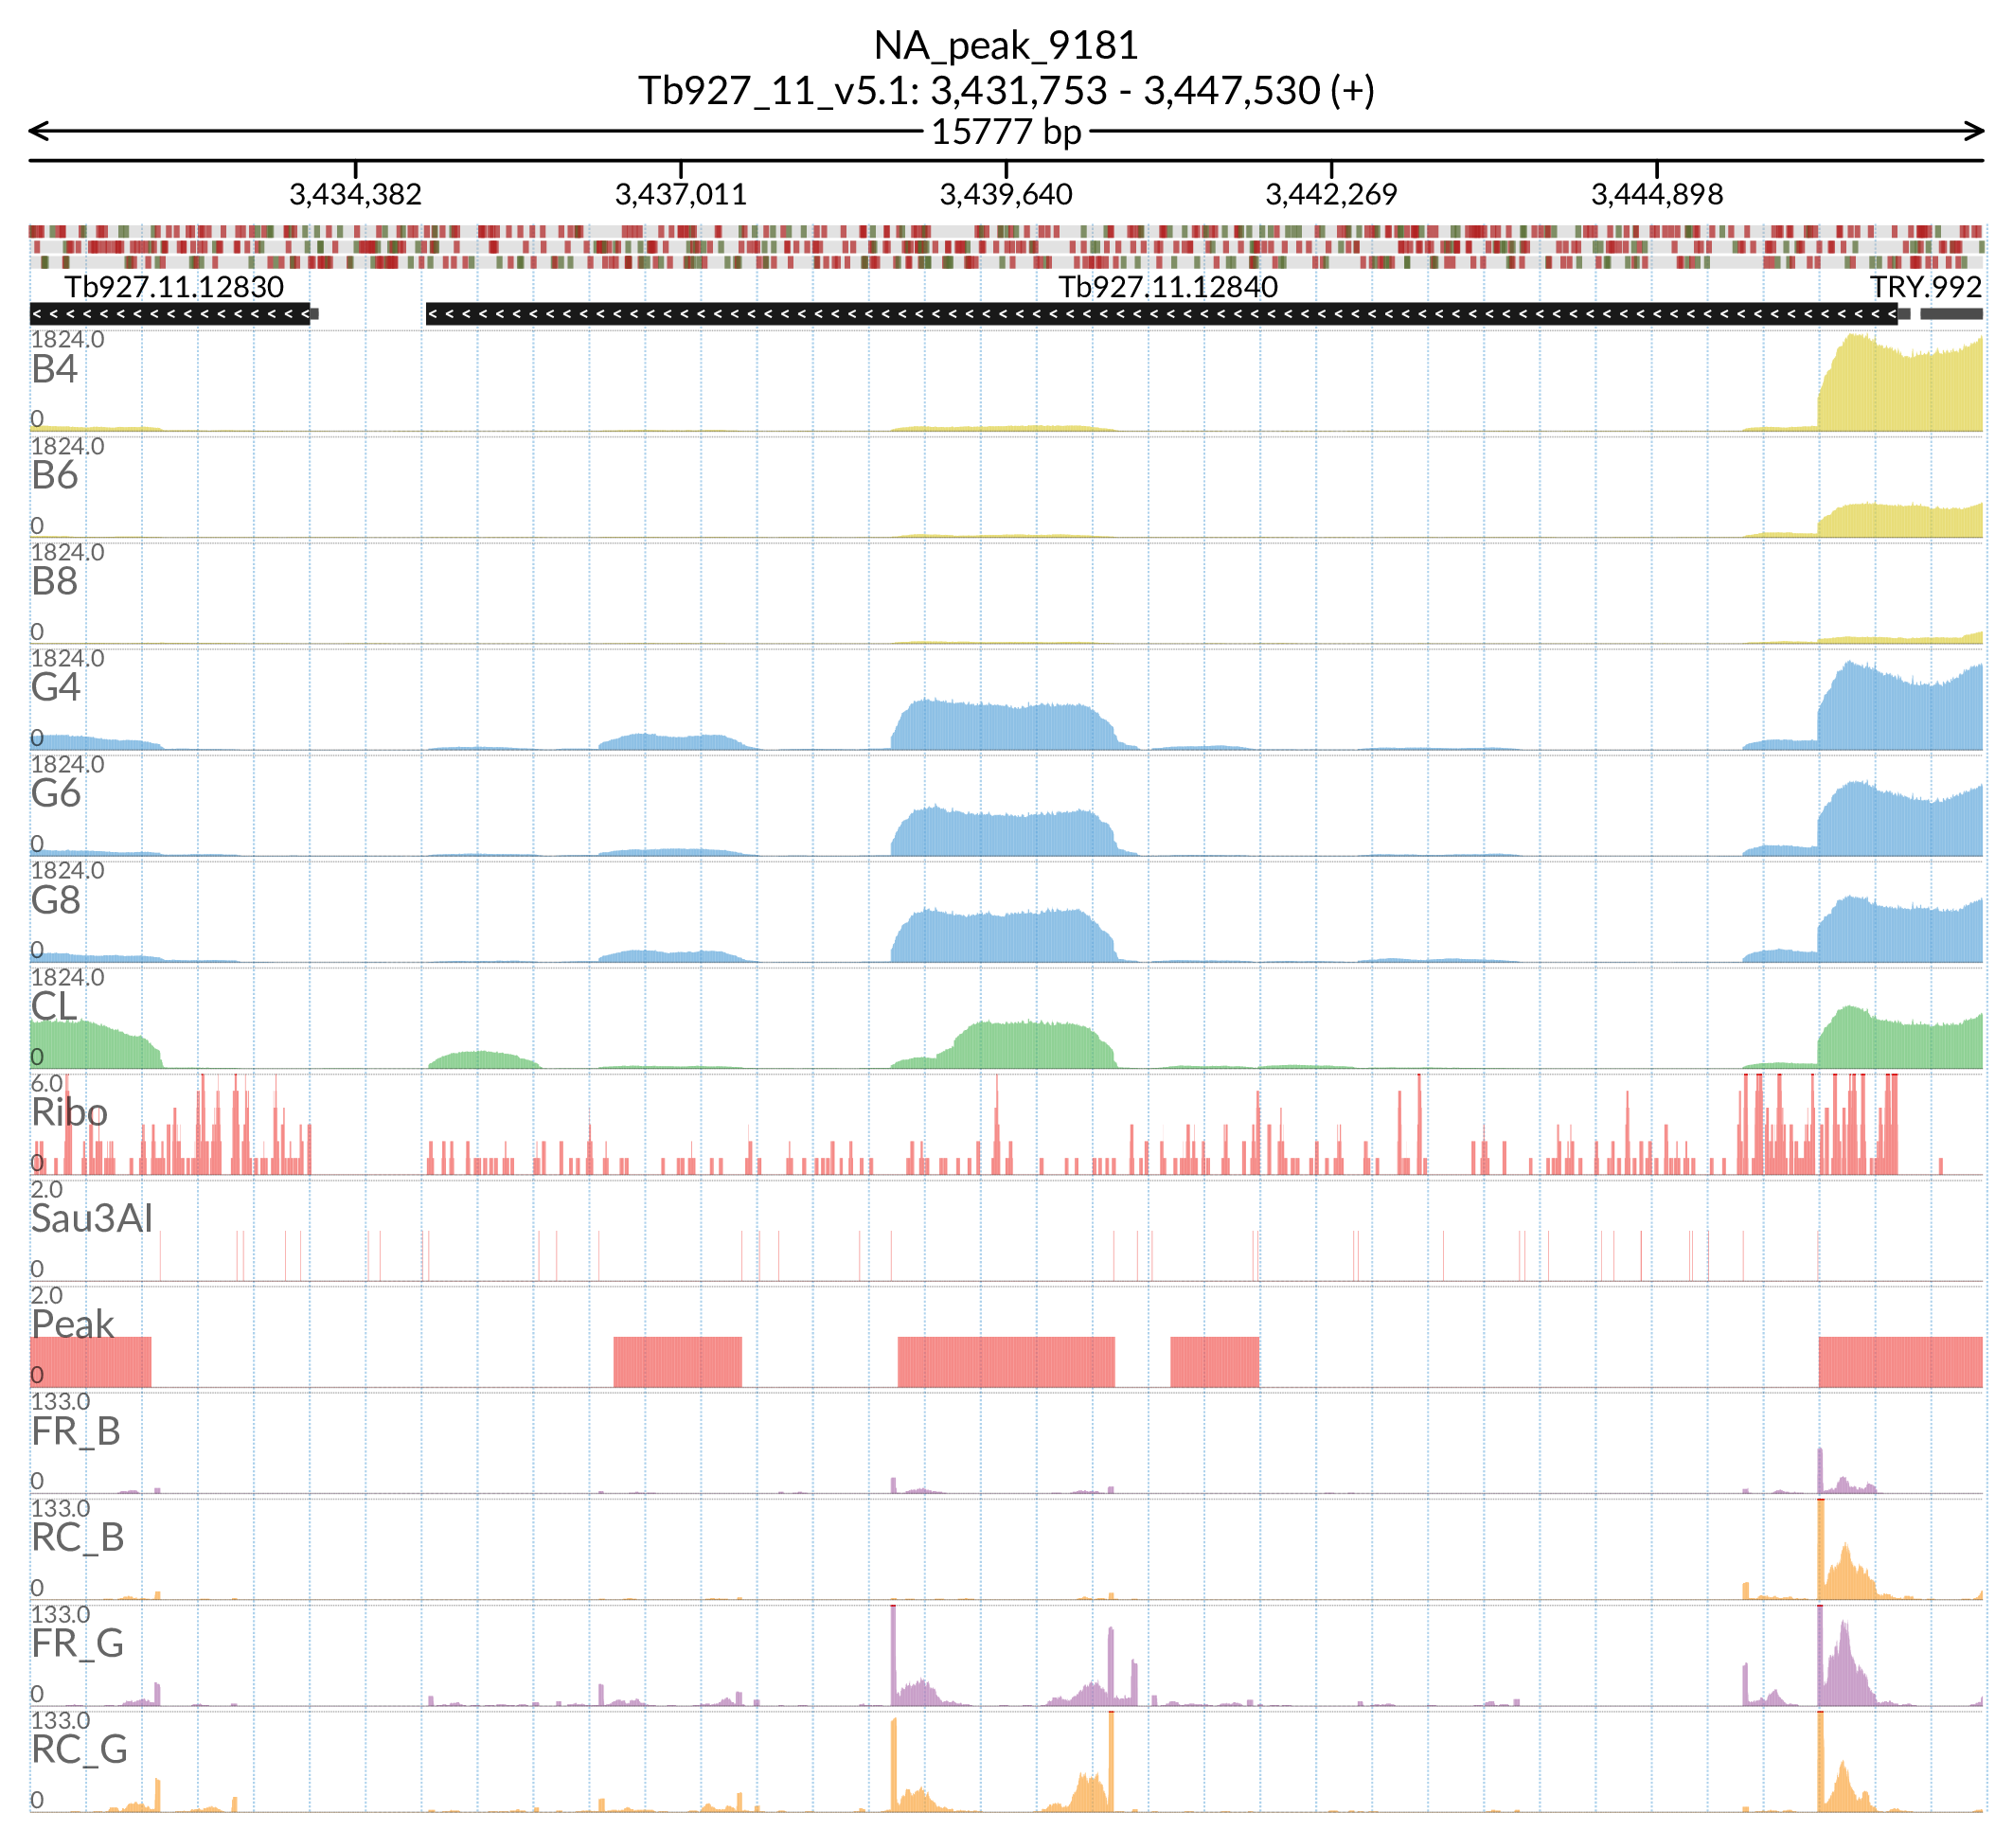 NA_peak_9181
Tb927_11_v5.1: 3,431,753 - 3,447,530 (+)
15777 bp
3,434,382 3,437,011 3,439,640 3,442,269 3,444,898
Tb927.11.12830 Tb927.11.12840 TRY.992
1824.0
B4
0
1824.0
B6
0
1824.0
B8
0
1824.0
G4
0
1824.0
G6
0
1824.0
G8
0
1824.0
CL
0
6.0
Ribo
0
2.0
Sau3AI
0
2.0
Peak
0
133.0
FR_B
0
133.0
RC_B
0
133.0
FR_G
0
133.0
RC_G
0